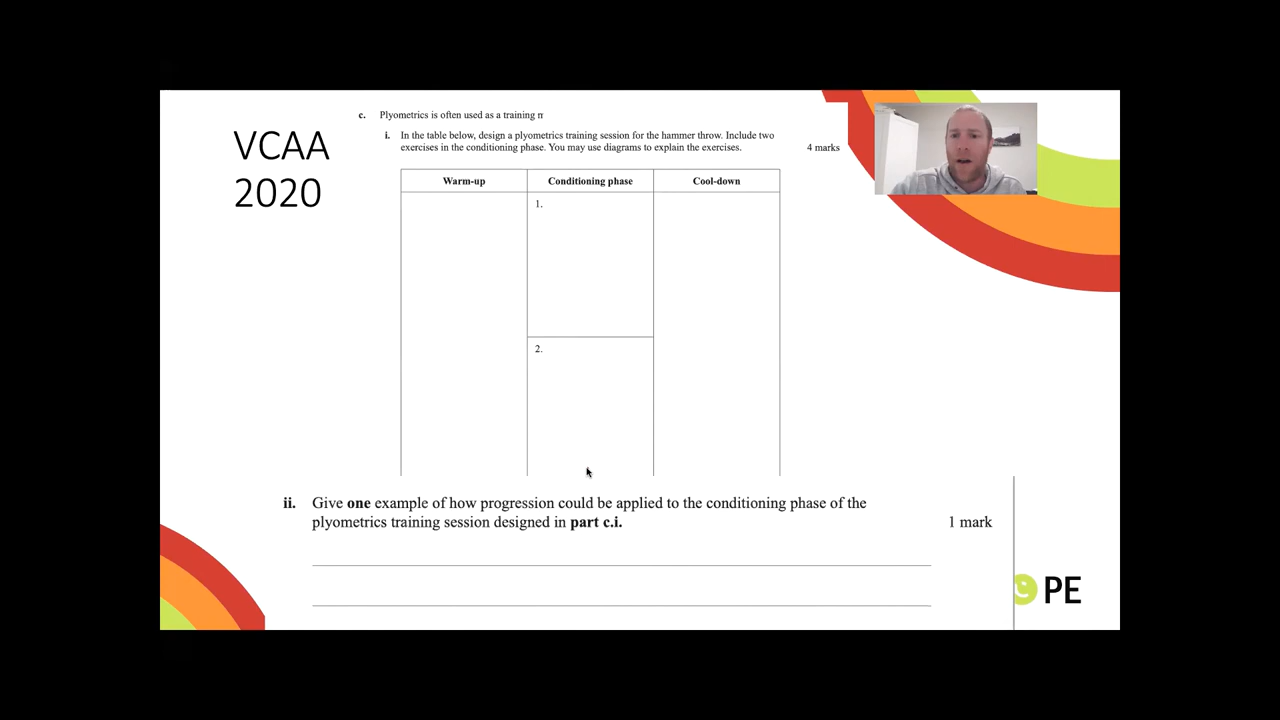 VCAA
2020
c. Plyometrics is often used as a training
i. In the table below, design a plyometrics training session for the hammer throw. Include two
exercises in the conditioning phase. You may use diagrams to explain the exercises. 4 marks
Warm-up Conditioning phase Cool-down
1.
2.
ii. Give one example of how progression could be applied to the conditioning phase of the
plyometrics training session designed in part c.i. 1 mark
PE